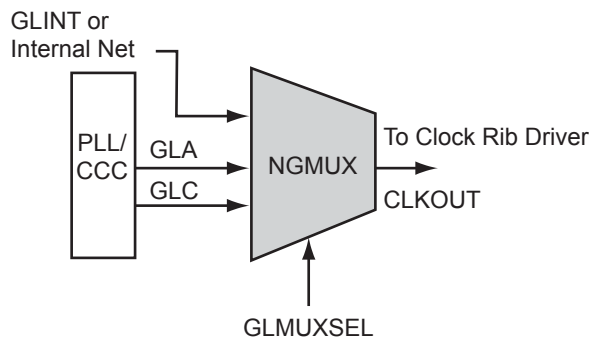 GLINT or
Internal Net
PLL/
CCC
GLA
GLC
NGMUX
To Clock Rib Driver
CLKOUT
GLMUXSEL